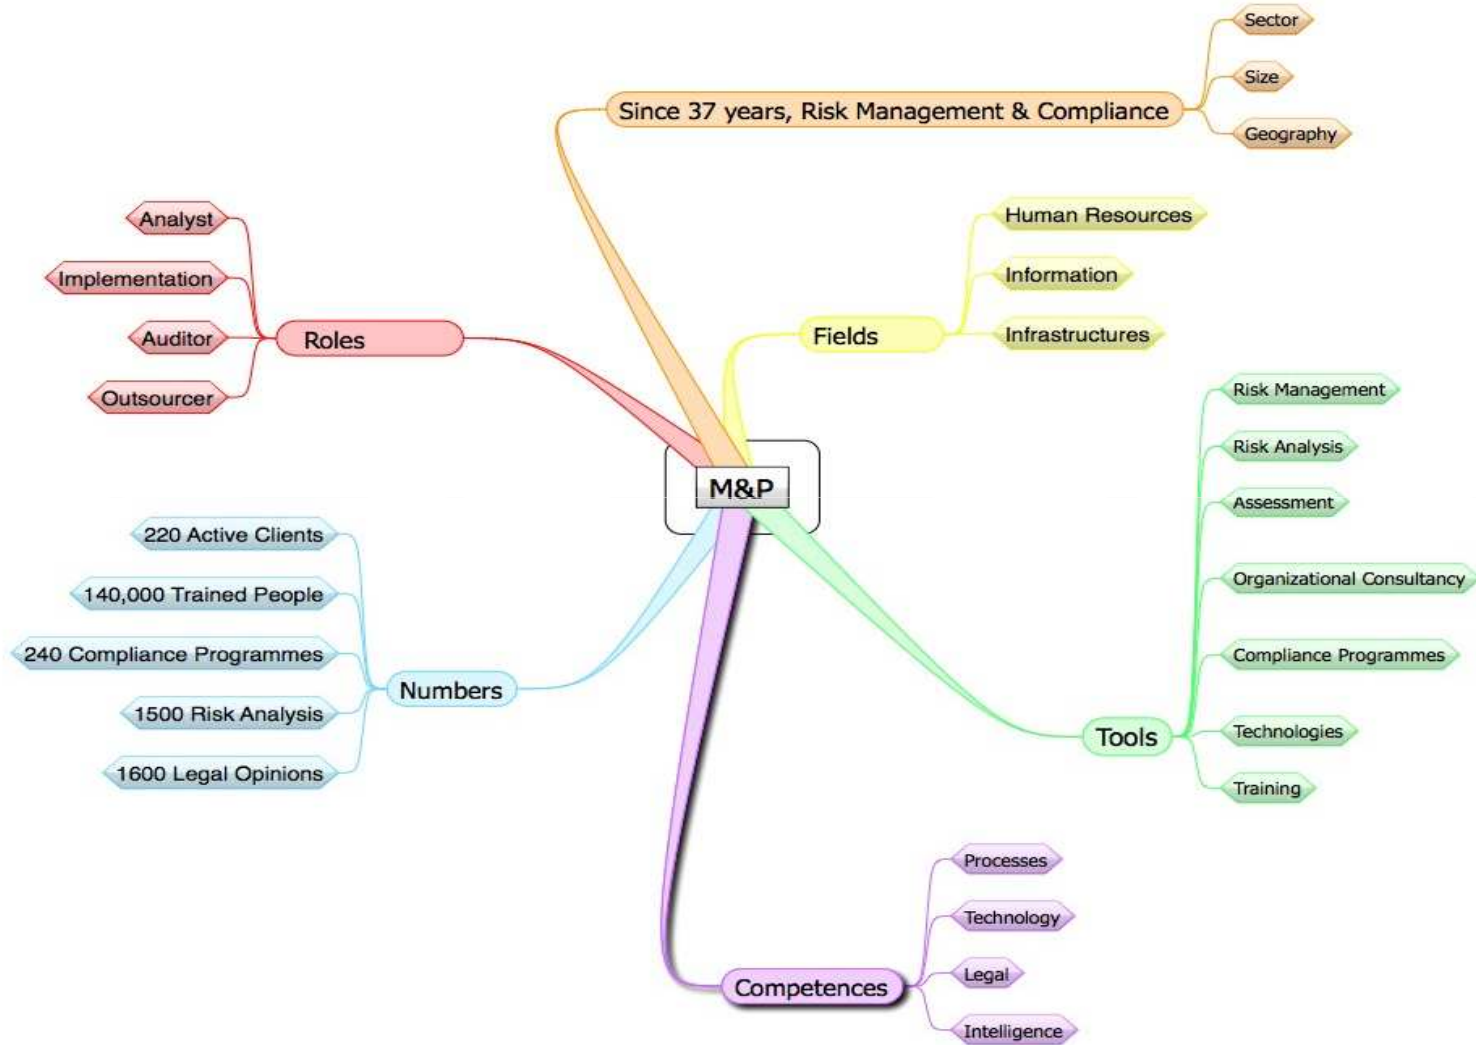 M&P
Since 37 years, Risk Management & Compliance
Sector
Size
Geography
Fields
Human Resources
Information
Infrastructures
Tools
Risk Management
Risk Analysis
Assessment
Organizational Consultancy
Compliance Programmes
Technologies
Training
Competences
Processes
Technology
Legal
Intelligence
Numbers
220 Active Clients
140,000 Trained People
240 Compliance Programmes
1500 Risk Analysis
1600 Legal Opinions
Roles
Analyst
Implementation
Auditor
Outsourcer